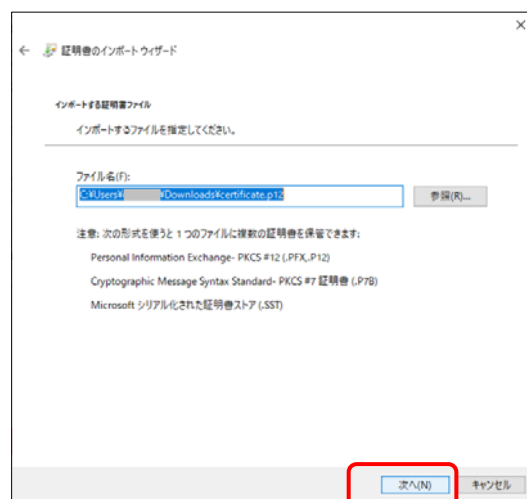 証明書のインポート ウィザード
インポートする証明書ファイル
インポートするファイルを指定してください。
ファイル名(F):
C:¥Users¥ ¥Downloads¥certificate.p12
参照(R)...
注意: 次の形式を使うと 1 つのファイルに複数の証明書を保管できます:
Personal Information Exchange- PKCS #12 (.PFX,.P12)
Cryptographic Message Syntax Standard- PKCS #7 証明書 (.P7B)
Microsoft シリアル化された証明書ストア (.SST)
次へ(N)
キャンセル